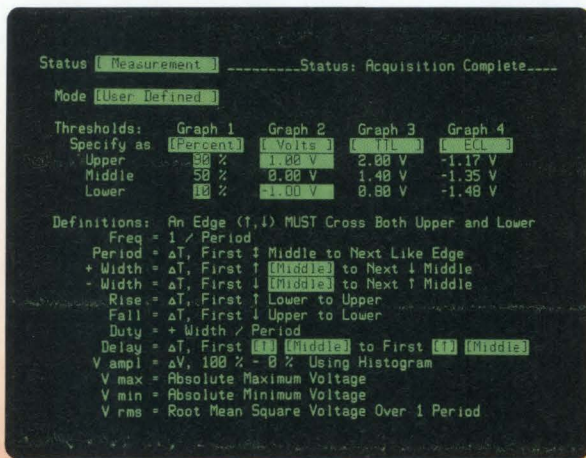 Status [ Measurement ] _________Status: Acquisition Complete____
Mode [User Defined ]
Thresholds: Graph 1 Graph 2 Graph 3 Graph 4
Specify as [Percent] [ Volts ] [ TTL ] [ ECL ]
Upper 90 % 1.00 V 2.00 V -1.17 V
Middle 50 % 0.00 V 1.40 V -1.35 V
Lower 10 % -1.00 V 0.80 V -1.48 V
Definitions: An Edge (↑,↓) MUST Cross Both Upper and Lower
Freq = 1 / Period
Period = ΔT, First ↕ Middle to Next Like Edge
+ Width = ΔT, First ↑ [Middle] to Next ↓ Middle
- Width = ΔT, First ↓ [Middle] to Next ↑ Middle
Rise = ΔT, First ↑ Lower to Upper
Fall = ΔT, First ↓ Upper to Lower
Duty = + Width / Period
Delay = ΔT, First [↑] [Middle] to First [↑] [Middle]
V ampl = ΔV, 100 % - 0 % Using Histogram
V max = Absolute Maximum Voltage
V min = Absolute Minimum Voltage
V rms = Root Mean Square Voltage Over 1 Period